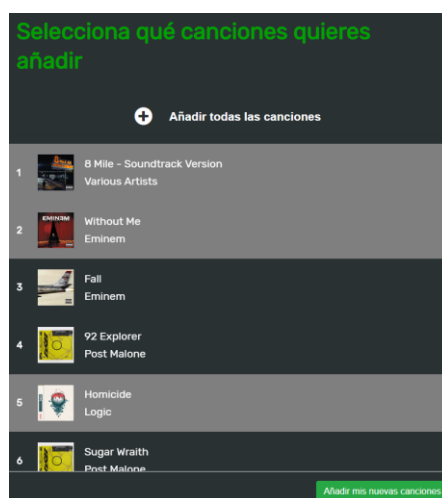 Selecciona qué canciones quieres
añadir
Añadir todas las canciones
1
8 Mile - Soundtrack Version
Various Artists
EMINEM
2
Without Me
Eminem
3
Fall
Eminem
4
92 Explorer
Post Malone
5
Homicide
Logic
6
Sugar Wraith
Post Malone
Añadir mis nuevas canciones